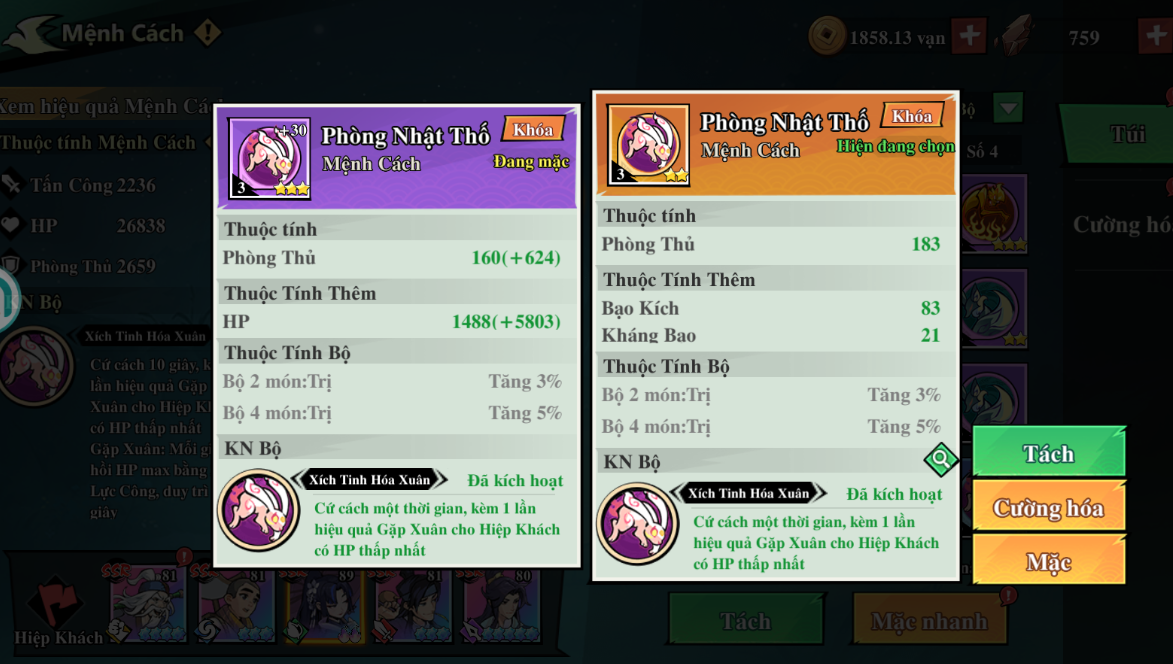 Mệnh Cách
1858.13 vạn
759
Xem hiệu quả Mệnh Các
Thuộc tính Mệnh Cách
Tấn Công 2236
HP 26838
Phòng Thủ 2659
KN Bộ
Xích Tinh Hóa Xuân
Cứ cách 10 giây, k
lần hiệu quả Gặp
Xuân cho Hiệp Kh
có HP thấp nhất
Gặp Xuân: Mỗi gi
hồi HP max bằng
Lực Công, duy trì
giây
+30
3
Phòng Nhật Thố
Khóa
Mệnh Cách
Đang mặc
Thuộc tính
Phòng Thủ 160(+624)
Thuộc Tính Thêm
HP 1488(+5803)
Thuộc Tính Bộ
Bộ 2 món:Trị Tăng 3%
Bộ 4 món:Trị Tăng 5%
KN Bộ
Xích Tinh Hóa Xuân
Đã kích hoạt
Cứ cách một thời gian, kèm 1 lần
hiệu quả Gặp Xuân cho Hiệp Khách
có HP thấp nhất
3
Phòng Nhật Thố
Khóa
Mệnh Cách
Hiện đang chọn
Thuộc tính
Phòng Thủ 183
Thuộc Tính Thêm
Bạo Kích 83
Kháng Bạo 21
Thuộc Tính Bộ
Bộ 2 món:Trị Tăng 3%
Bộ 4 món:Trị Tăng 5%
KN Bộ
Xích Tinh Hóa Xuân
Đã kích hoạt
Cứ cách một thời gian, kèm 1 lần
hiệu quả Gặp Xuân cho Hiệp Khách
có HP thấp nhất
Bộ
Số 4
Túi
Cường hó
Tách
Cường hóa
Mặc
Hiệp Khách
SSR 81
SSR 81
89
SSR 81
SSR 80
Tách
Mặc nhanh